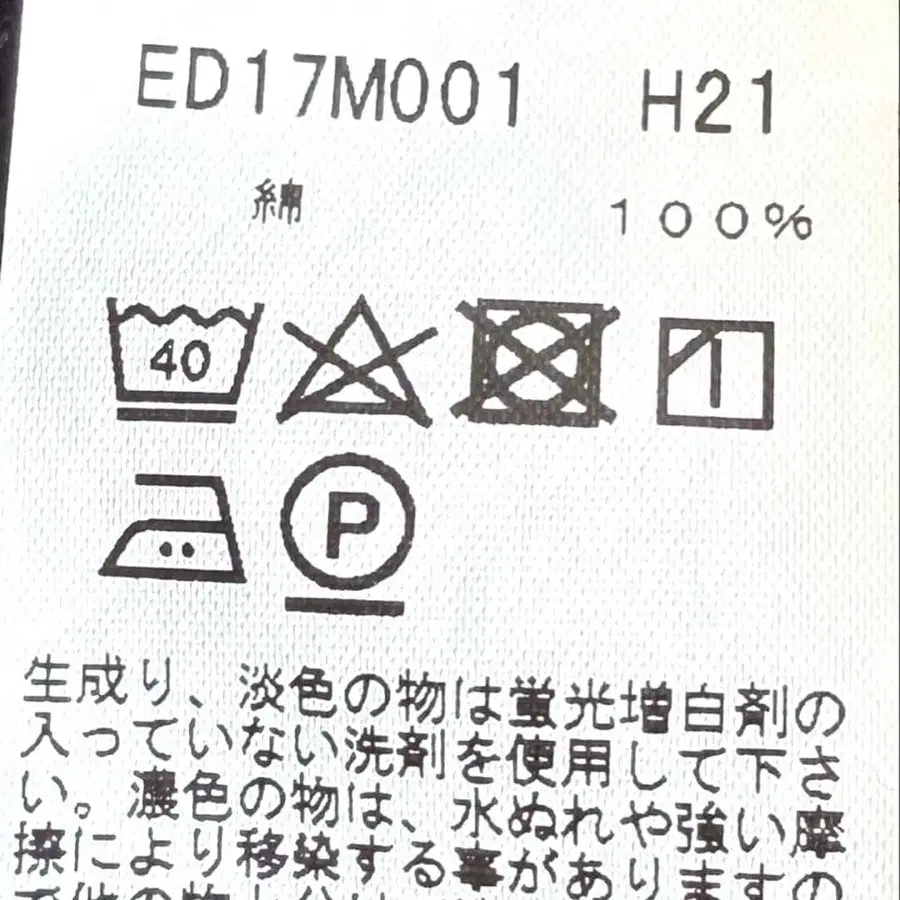 ED17M001 H21
綿 100%
40
P
生成り、淡色の物は蛍光増白剤の
入っていない洗剤を使用して下さ
い。濃色の物は、水ぬれや強い摩
擦により移染する事がありますの